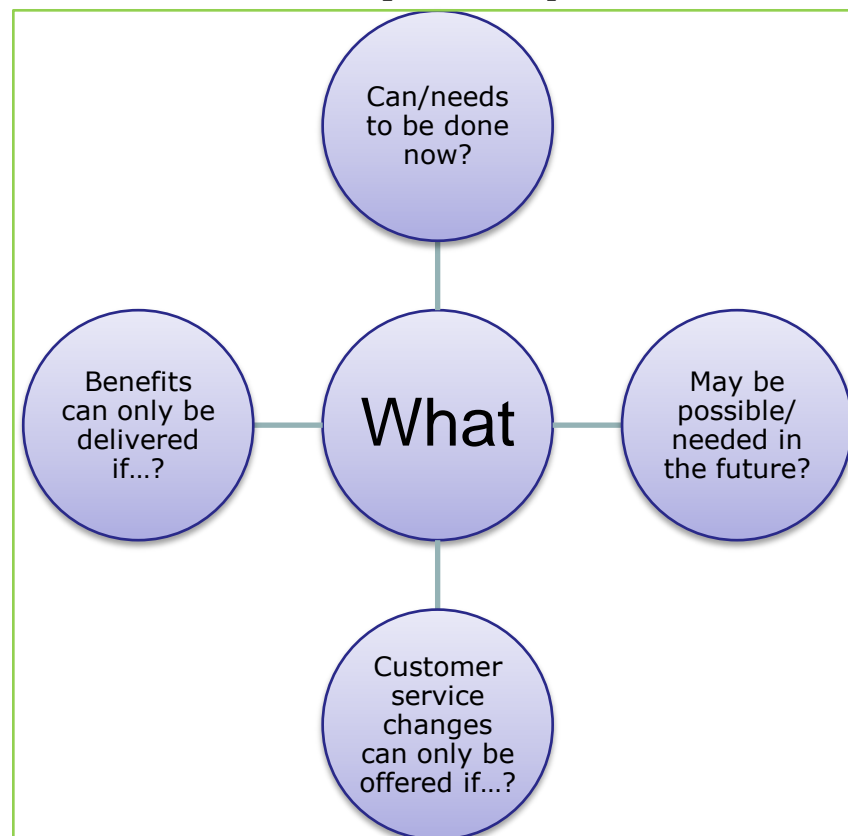 Can/needs
to be done
now?
Benefits
can only be
delivered
if…?
What
May be
possible/
needed in
the future?
Customer
service
changes
can only be
offered if…?